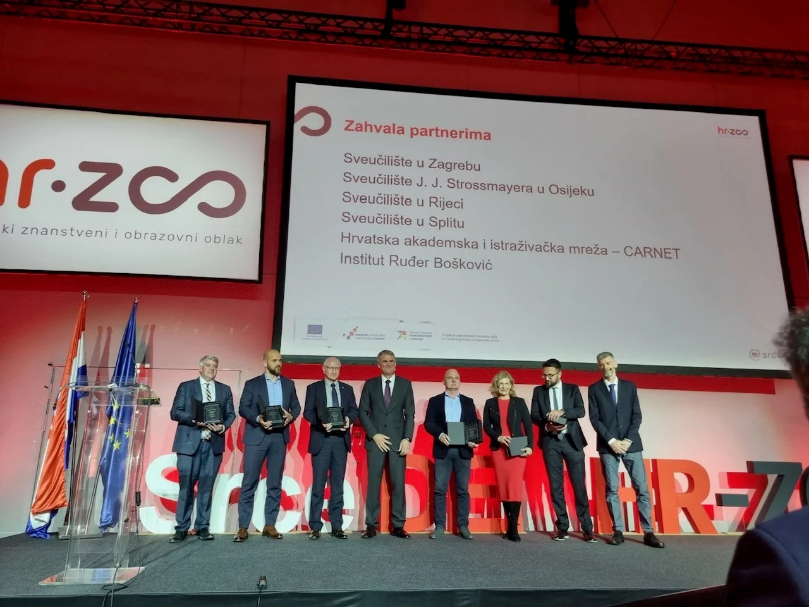 hr·zoo
ki znanstveni i obrazovni oblak
Zahvala partnerima
hr·zoo
Sveučilište u Zagrebu
Sveučilište J. J. Strossmayera u Osijeku
Sveučilište u Rijeci
Sveučilište u Splitu
Hrvatska akademska i istraživačka mreža – CARNET
Institut Ruđer Bošković
srce
Srce DE HR-Z